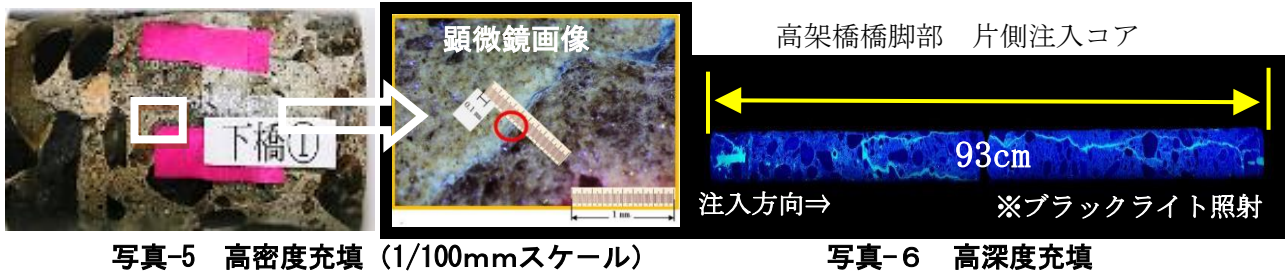 下橋①
顕微鏡画像
0.1mm
1mm
写真-5 高密度充填（1/100mmスケール）
高架橋橋脚部 片側注入コア
93cm
注入方向⇒
※ブラックライト照射
写真-６ 高深度充填